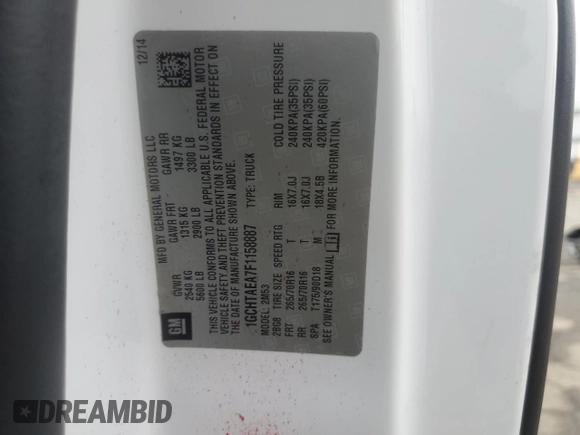 12/14
MFD BY GENERAL MOTORS LLC
GVWR GAWR FRT GAWR RR
2540 KG 1315 KG 1497 KG
5600 LB 2900 LB 3300 LB
THIS VEHICLE CONFORMS TO ALL APPLICABLE U.S. FEDERAL MOTOR
VEHICLE SAFETY, AND THEFT PREVENTION STANDARDS IN EFFECT ON
THE DATE OF MANUFACTURE SHOWN ABOVE.
1GCHTAEA7F1158887 TYPE: TRUCK
MODEL: 2M53
28G8 TIRE SIZE SPEED RTG RIM COLD TIRE PRESSURE
FRT 265/70R16 T 16X7.0J 240KPA(35PSI)
RR 265/70R16 T 16X7.0J 240KPA(35PSI)
SPA T175/90D18 M 18X4.5B 420KPA(60PSI)
SEE OWNER'S MANUAL FOR MORE INFORMATION.
GM
DREAMBID